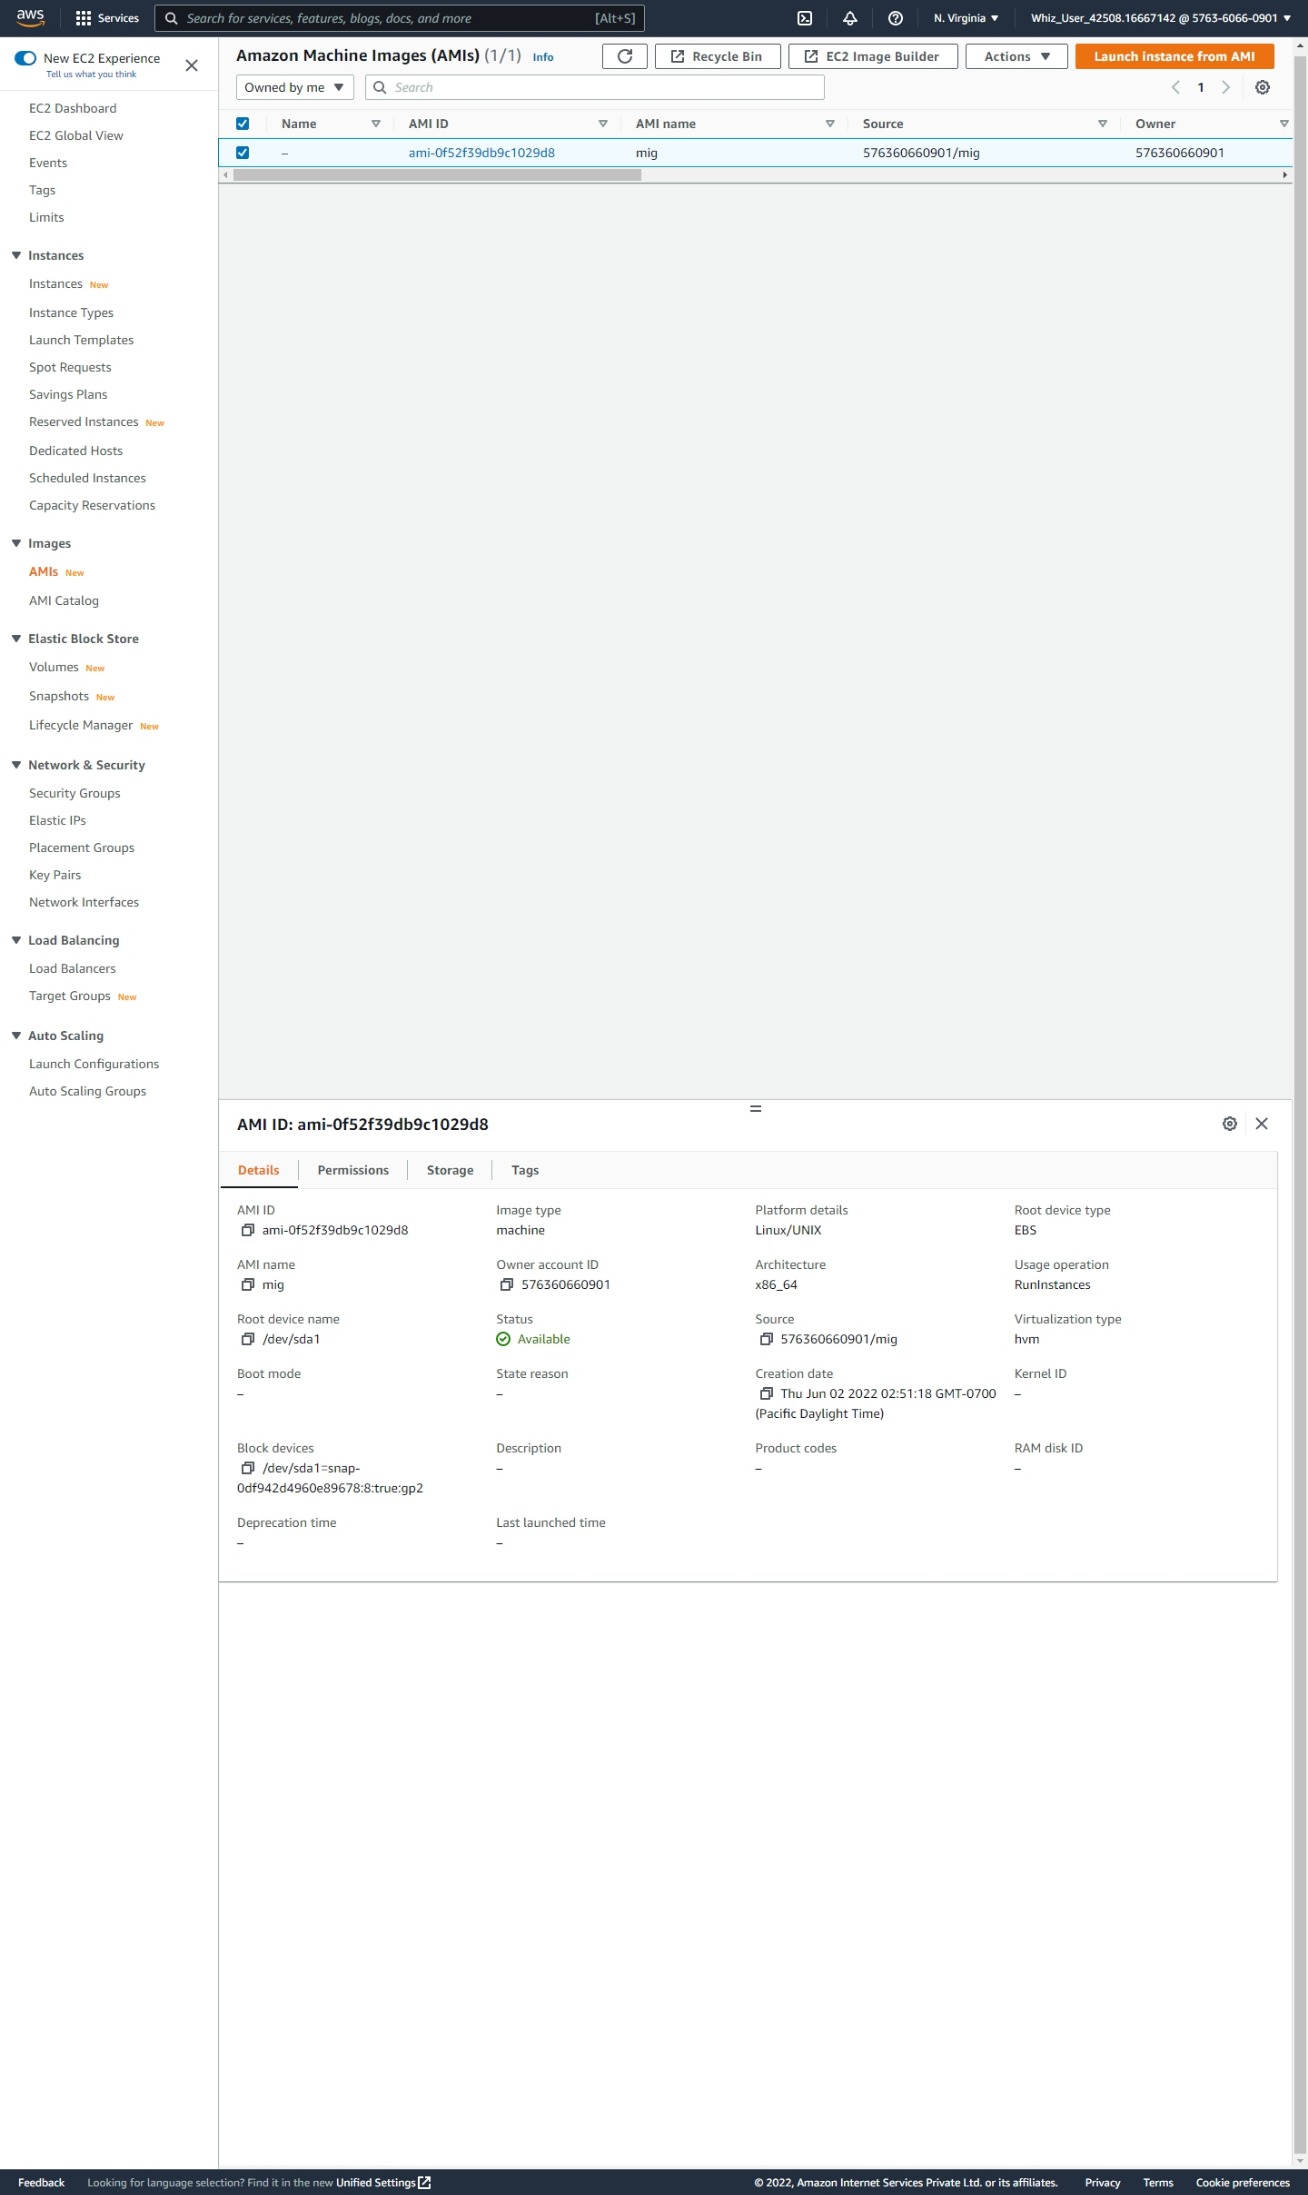 aws Services Search for services, features, blogs, docs, and more [Alt+S] N. Virginia Whiz_User_42508.16667142 @ 5763-6066-0901
New EC2 Experience
Tell us what you think
EC2 Dashboard
EC2 Global View
Events
Tags
Limits
Instances
Instances New
Instance Types
Launch Templates
Spot Requests
Savings Plans
Reserved Instances New
Dedicated Hosts
Scheduled Instances
Capacity Reservations
Images
AMIs New
AMI Catalog
Elastic Block Store
Volumes New
Snapshots New
Lifecycle Manager New
Network & Security
Security Groups
Elastic IPs
Placement Groups
Key Pairs
Network Interfaces
Load Balancing
Load Balancers
Target Groups New
Auto Scaling
Launch Configurations
Auto Scaling Groups
Amazon Machine Images (AMIs) (1/1) Info Recycle Bin EC2 Image Builder Actions Launch instance from AMI
Owned by me Search 1
Name AMI ID AMI name Source Owner
– ami-0f52f39db9c1029d8 mig 576360660901/mig 576360660901
AMI ID: ami-0f52f39db9c1029d8
Details Permissions Storage Tags
AMI ID Image type Platform details Root device type
ami-0f52f39db9c1029d8 machine Linux/UNIX EBS
AMI name Owner account ID Architecture Usage operation
mig 576360660901 x86_64 RunInstances
Root device name Status Source Virtualization type
/dev/sda1 Available 576360660901/mig hvm
Boot mode State reason Creation date Kernel ID
– – Thu Jun 02 2022 02:51:18 GMT-0700 –
(Pacific Daylight Time)
Block devices Description Product codes RAM disk ID
/dev/sda1=snap- – – –
0df942d4960e89678:8:true:gp2
Deprecation time Last launched time
– –
Feedback Looking for language selection? Find it in the new Unified Settings © 2022, Amazon Internet Services Private Ltd. or its affiliates. Privacy Terms Cookie preferences